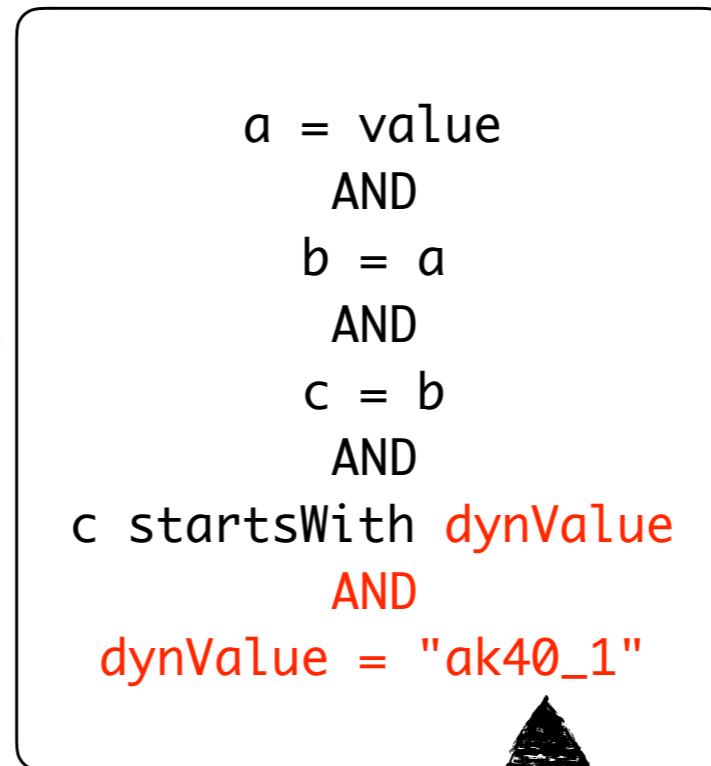 a = value
AND
b = a
AND
c = b
AND
c startsWith dynValue
AND
dynValue = "ak40_1"